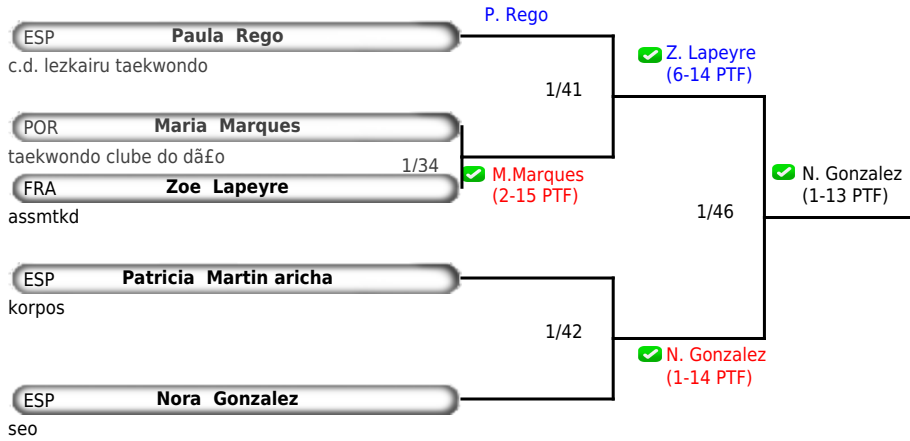 P. Rego
ESP Paula Rego
c.d. lezkairu taekwondo
Z. Lapeyre
(6-14 PTF)
1/41
POR Maria Marques
taekwondo clube do dã£o
1/34
M.Marques
(2-15 PTF)
FRA Zoe Lapeyre
assmtkd
N. Gonzalez
(1-13 PTF)
1/46
ESP Patricia Martin aricha
korpos
1/42
N. Gonzalez
(1-14 PTF)
ESP Nora Gonzalez
seo